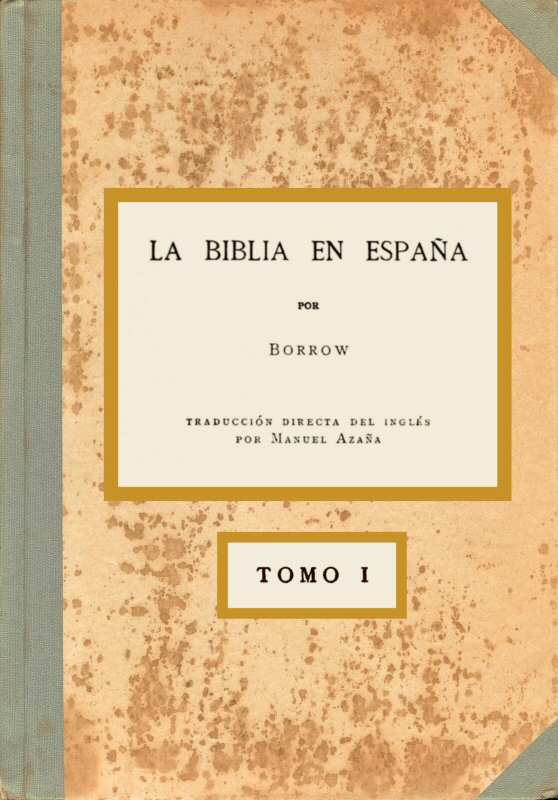 LA BIBLIA EN ESPAÑA
POR
BORROW
TRADUCCIÓN DIRECTA DEL INGLÉS
POR MANUEL AZAÑA
TOMO I